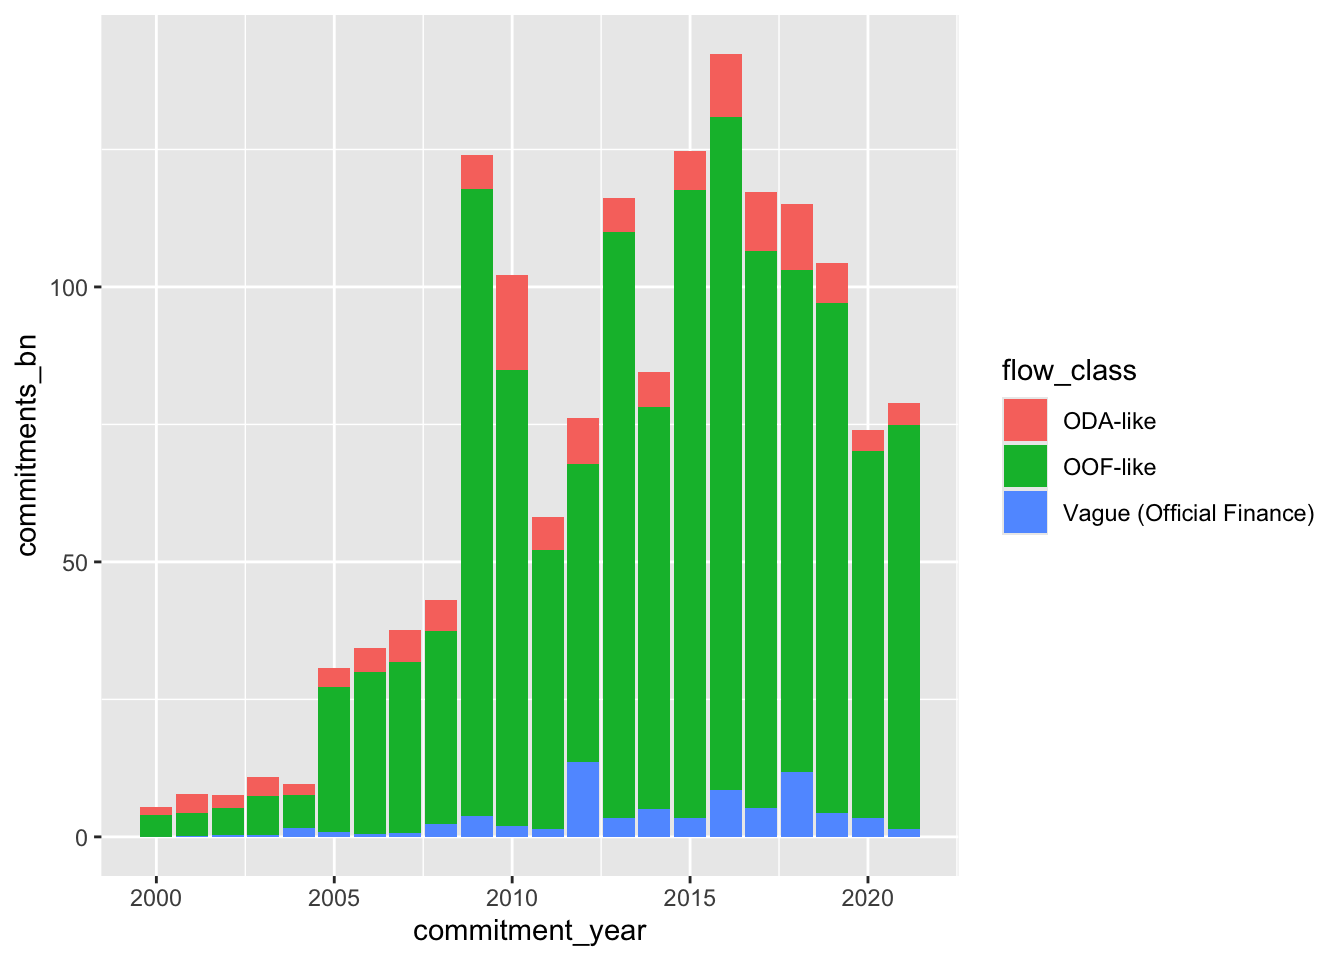 commitments_bn
100
50
0
2000 2005 2010 2015 2020
commitment_year
flow_class
ODA-like
OOF-like
Vague (Official Finance)